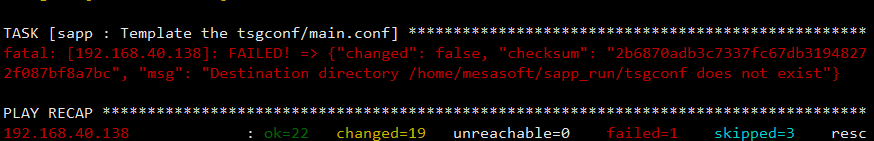 TASK [sapp : Template the tsgconf/main.conf] ***********************************************
fatal: [192.168.40.138]: FAILED! => {"changed": false, "checksum": "2b6870adb3c7337fc67db3194827
2f087bf8a7bc", "msg": "Destination directory /home/mesasoft/sapp_run/tsgconf does not exist"}
PLAY RECAP *********************************************************************************
192.168.40.138 : ok=22 changed=19 unreachable=0 failed=1 skipped=3 resc